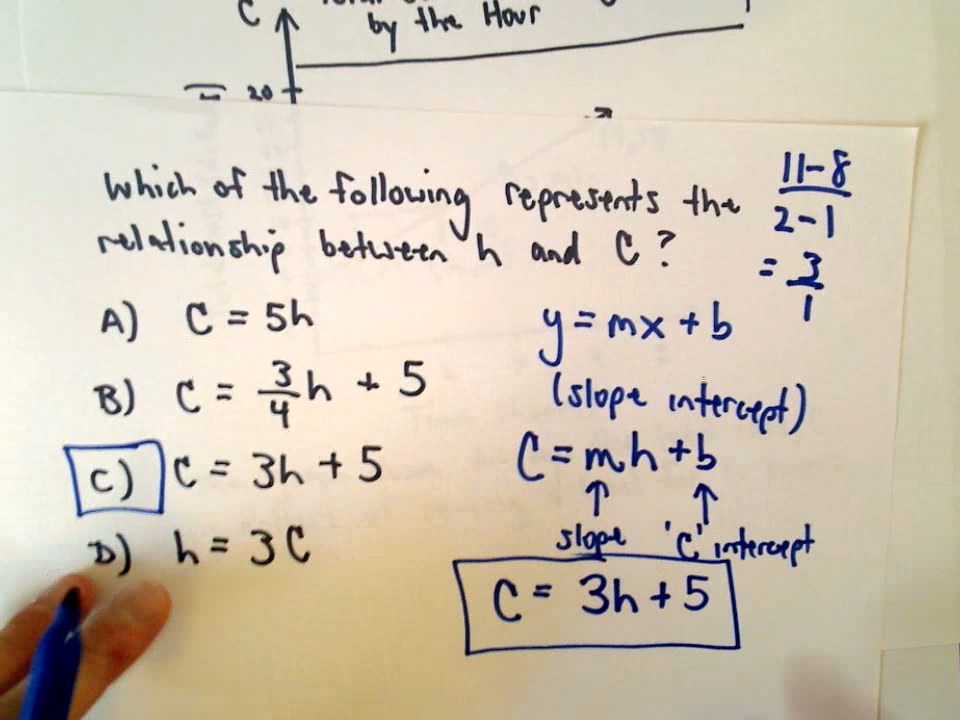 C
by the Hour
20
Which of the following represents the
relationship between h and C?
A) C = 5h
B) C = 3/4 h + 5
C) C = 3h + 5
D) h = 3C
11-8
2-1
= 3
1
y = mx + b
(slope intercept)
C = mh + b
slope 'C' intercept
C = 3h + 5